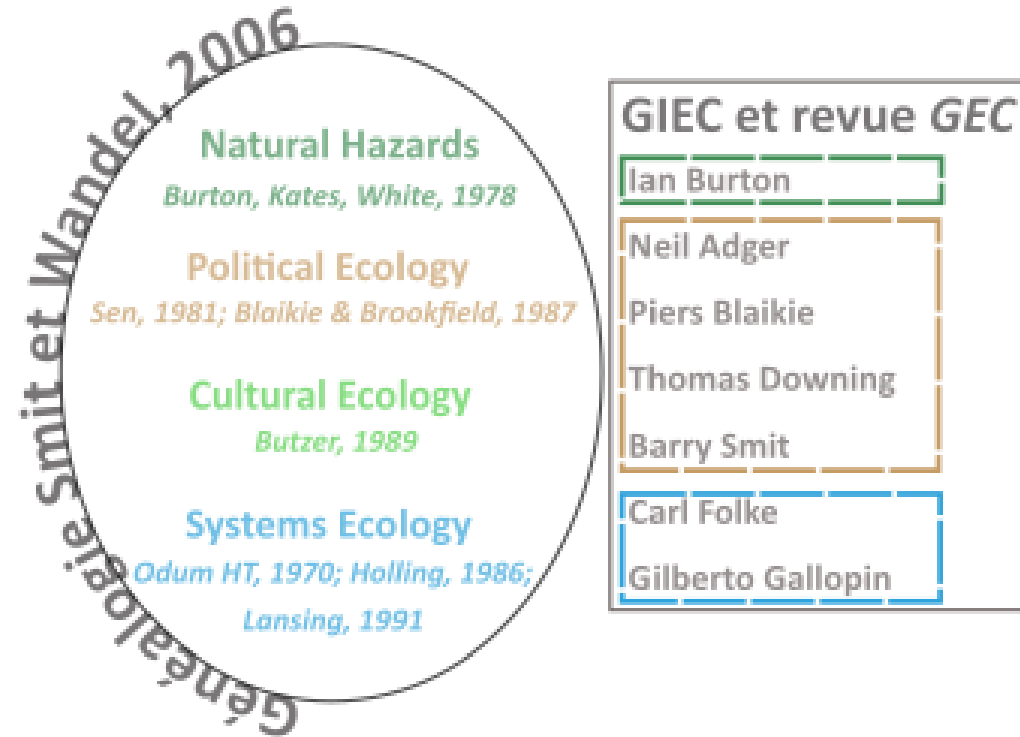 Généalogie Smit et Wandel, 2006
Natural Hazards
Burton, Kates, White, 1978
Political Ecology
Sen, 1981; Blaikie & Brookfield, 1987
Cultural Ecology
Butzer, 1989
Systems Ecology
Odum HT, 1970; Holling, 1986;
Lansing, 1991
GIEC et revue GEC
Ian Burton
Neil Adger
Piers Blaikie
Thomas Downing
Barry Smit
Carl Folke
Gilberto Gallopin